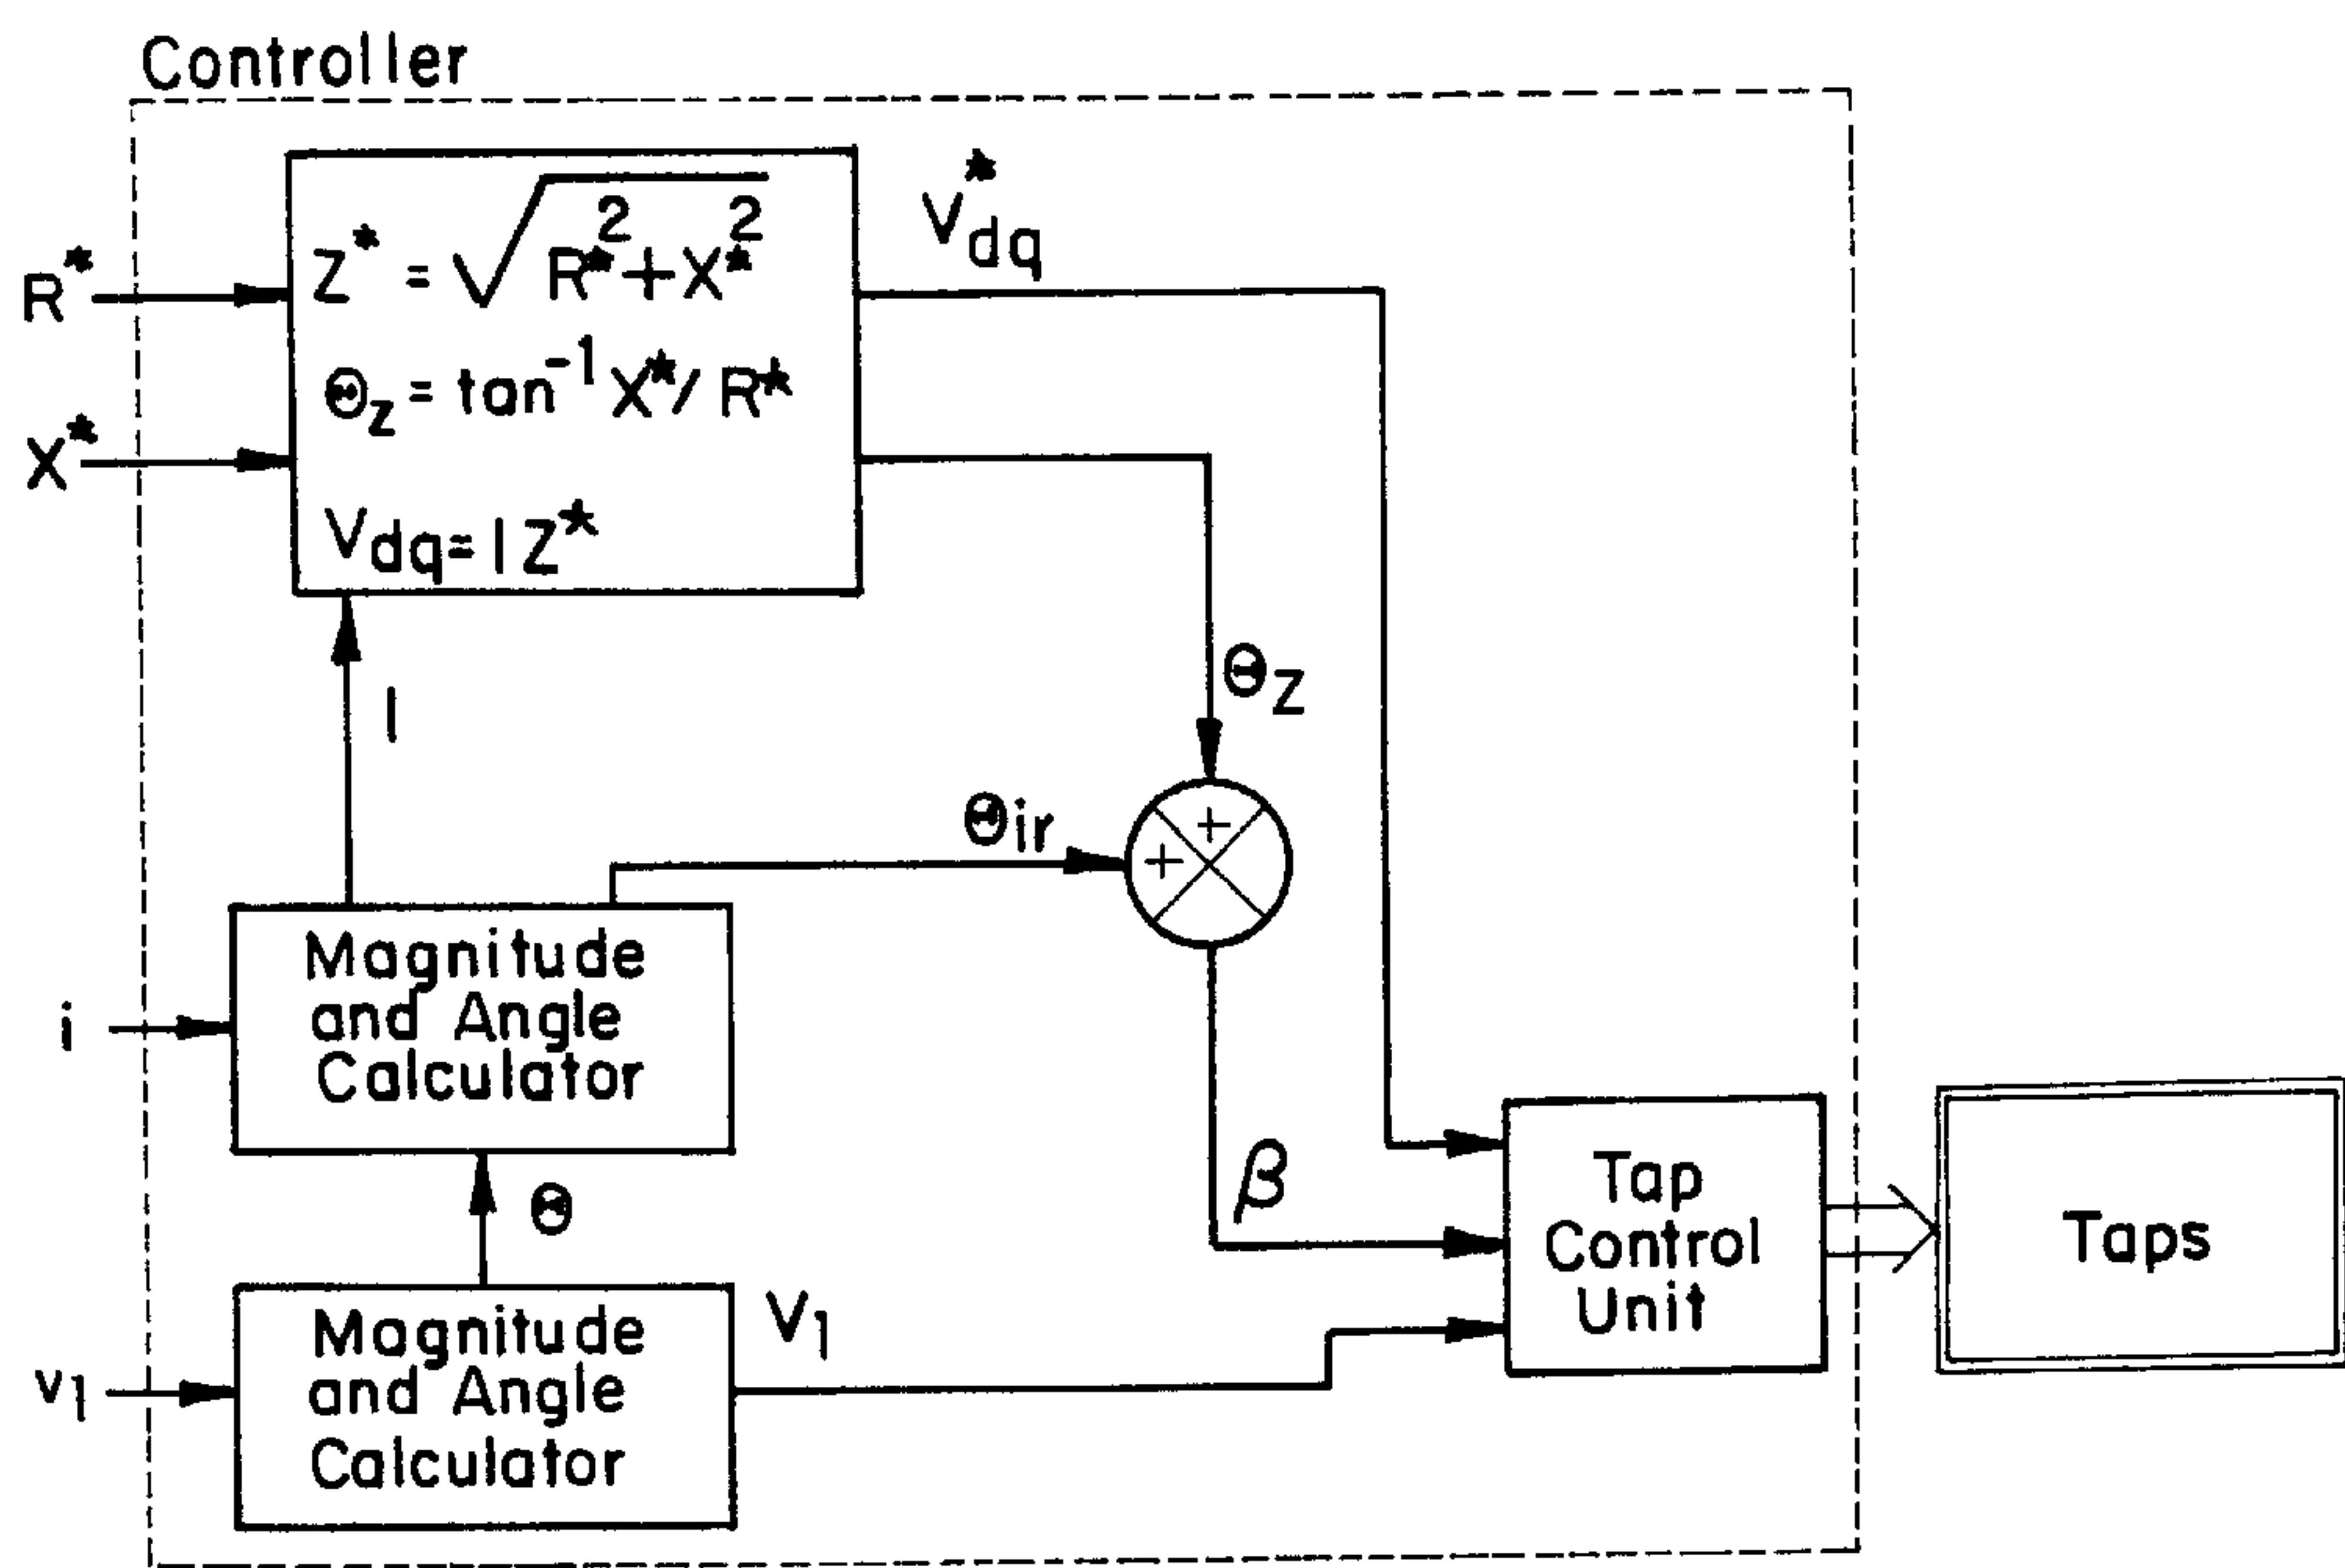 Controller
R*
X*
Z* = √R*²+X*²
Θz = tan⁻¹ X*/R*
Vdq=IZ*
V*dq
I
Θz
Θir
+
+
i
Magnitude
and Angle
Calculator
Θ
β
v1
Magnitude
and Angle
Calculator
V1
Tap
Control
Unit
Taps